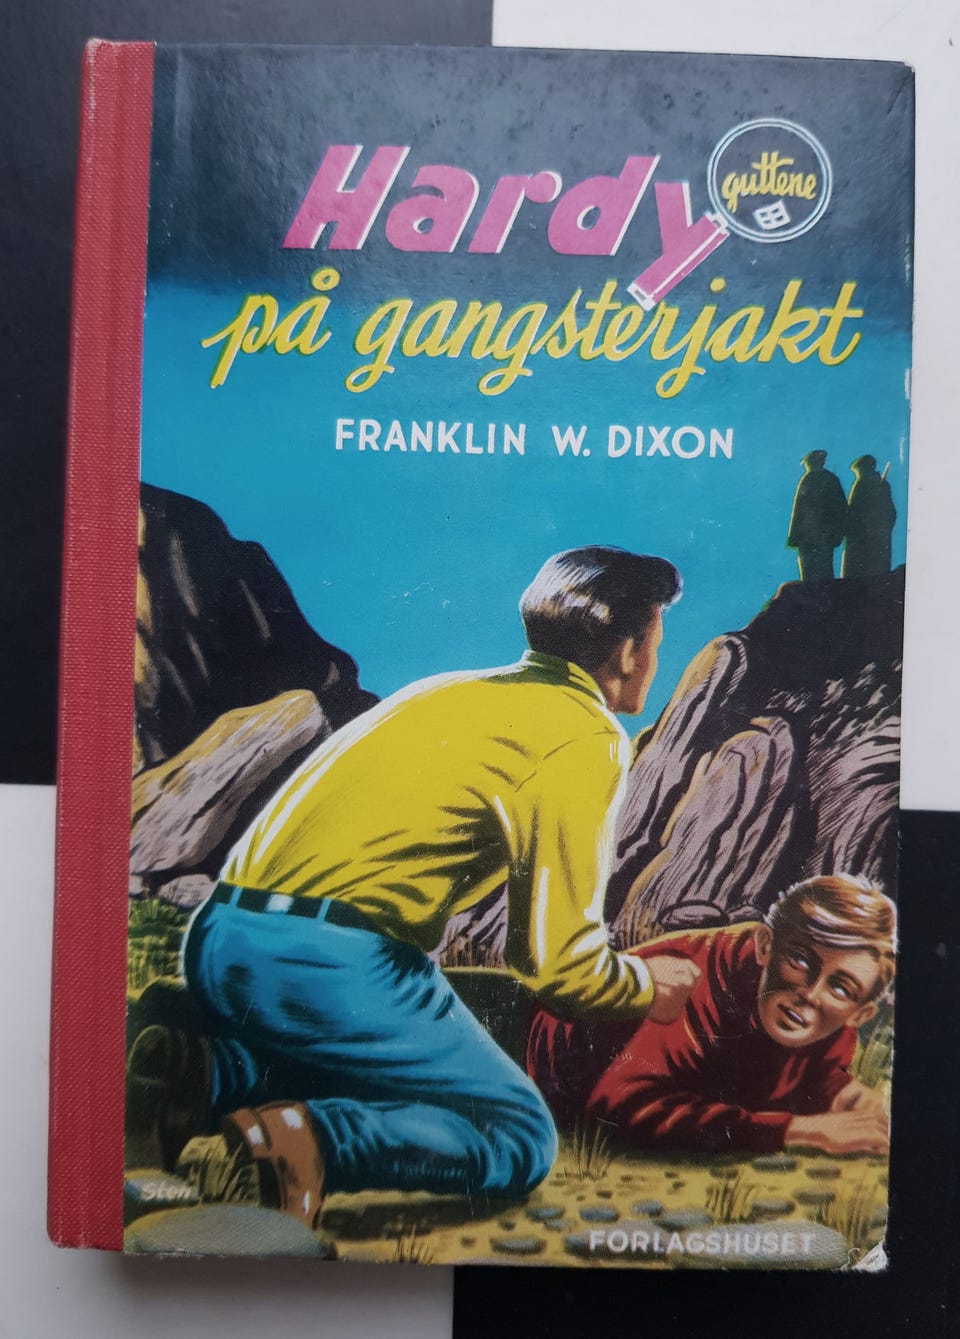 Hardy
guttene
på gangsterjakt
FRANKLIN W. DIXON
Sten
FORLAGSHUSET